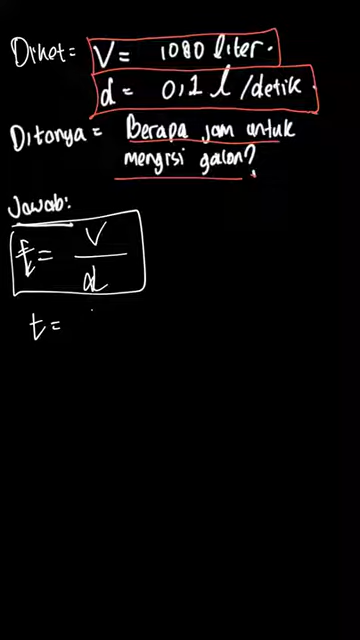 Diket = V = 1080 liter.
d = 0,1 l/detik.
Ditanya = Berapa jam untuk
mengisi galon?
Jawab:
t = V
d
t =